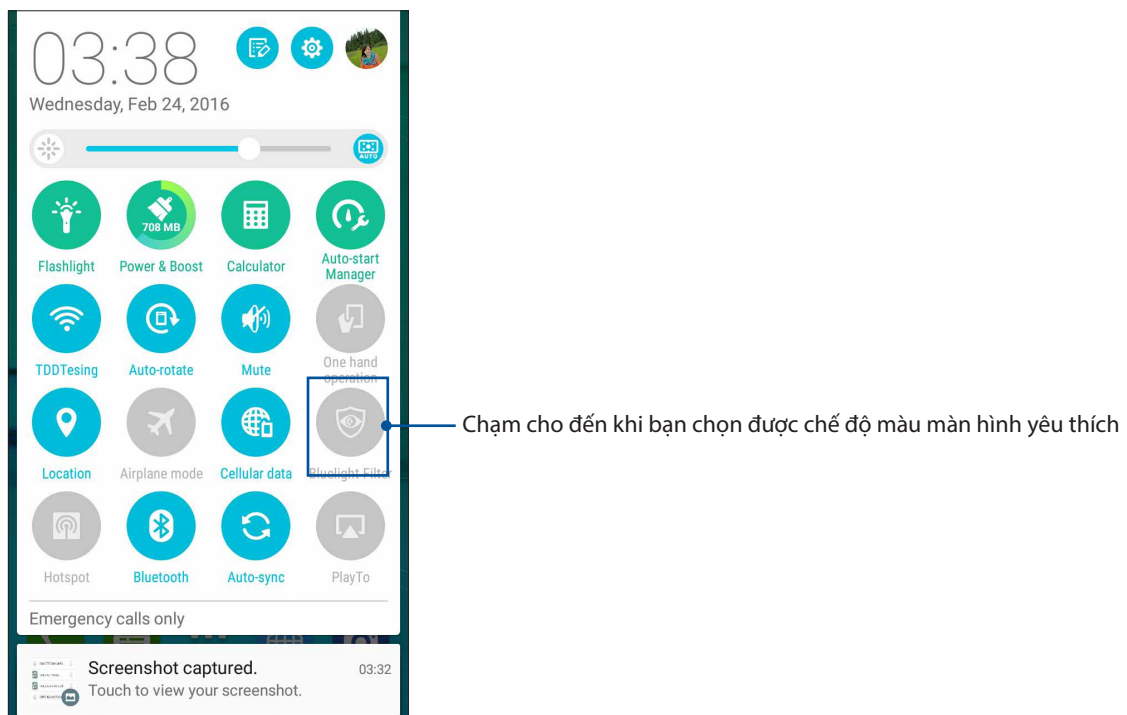 03:38
Wednesday, Feb 24, 2016
AUTO
708 MB
Flashlight Power & Boost Calculator Auto-start
Manager
TDDTesing Auto-rotate Mute One hand
operation
Chạm cho đến khi bạn chọn được chế độ màu màn hình yêu thích
Location Airplane mode Cellular data Bluelight Filter
Hotspot Bluetooth Auto-sync PlayTo
Emergency calls only
Screenshot captured. 03:32
Touch to view your screenshot.